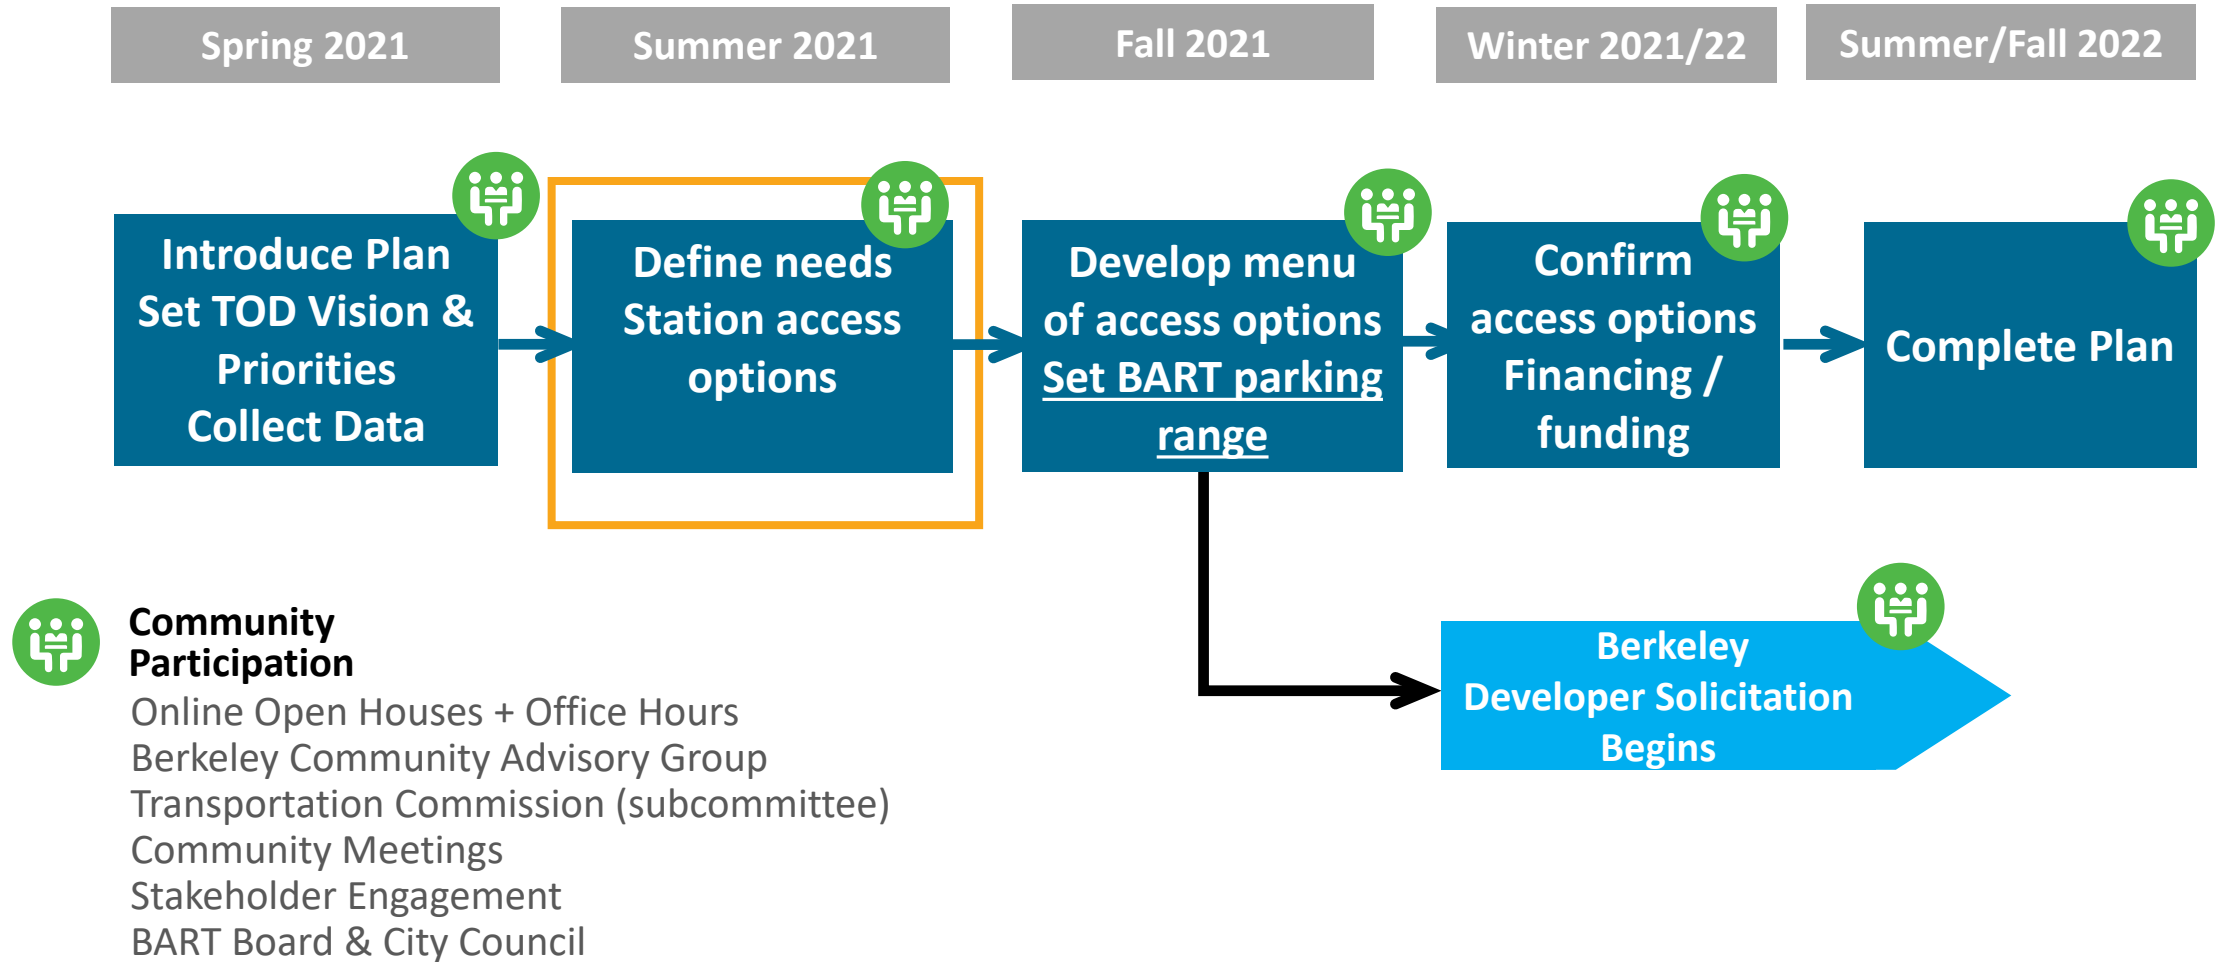 Spring 2021
Summer 2021
Fall 2021
Winter 2021/22
Summer/Fall 2022
Introduce Plan
Set TOD Vision &
Priorities
Collect Data
Define needs
Station access
options
Develop menu
of access options
Set BART parking
range
Confirm
access options
Financing /
funding
Complete Plan
Berkeley
Developer Solicitation
Begins
Community
Participation
Online Open Houses + Office Hours
Berkeley Community Advisory Group
Transportation Commission (subcommittee)
Community Meetings
Stakeholder Engagement
BART Board & City Council